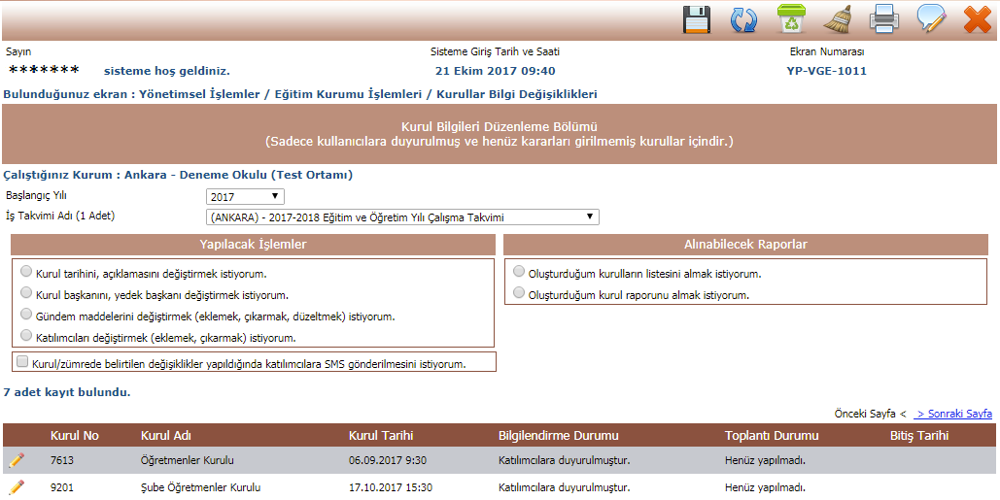 Sayın
Sisteme Giriş Tarih ve Saati
Ekran Numarası
******* sisteme hoş geldiniz.
21 Ekim 2017 09:40
YP-VGE-1011
Bulunduğunuz ekran : Yönetimsel İşlemler / Eğitim Kurumu İşlemleri / Kurullar Bilgi Değişiklikleri
Kurul Bilgileri Düzenleme Bölümü
(Sadece kullanıcılara duyurulmuş ve henüz kararları girilmemiş kurullar içindir.)
Çalıştığınız Kurum : Ankara - Deneme Okulu (Test Ortamı)
Başlangıç Yılı 2017
İş Takvimi Adı (1 Adet) (ANKARA) - 2017-2018 Eğitim ve Öğretim Yılı Çalışma Takvimi
Yapılacak İşlemler
Kurul tarihini, açıklamasını değiştirmek istiyorum.
Kurul başkanını, yedek başkanı değiştirmek istiyorum.
Gündem maddelerini değiştirmek (eklemek, çıkarmak, düzeltmek) istiyorum.
Katılımcıları değiştirmek (eklemek, çıkarmak) istiyorum.
Kurul/zümrede belirtilen değişiklikler yapıldığında katılımcılara SMS gönderilmesini istiyorum.
Alınabilecek Raporlar
Oluşturduğum kurulların listesini almak istiyorum.
Oluşturduğum kurul raporunu almak istiyorum.
7 adet kayıt bulundu.
Önceki Sayfa < > Sonraki Sayfa
Kurul No Kurul Adı Kurul Tarihi Bilgilendirme Durumu Toplantı Durumu Bitiş Tarihi
7613 Öğretmenler Kurulu 06.09.2017 9:30 Katılımcılara duyurulmuştur. Henüz yapılmadı.
9201 Şube Öğretmenler Kurulu 17.10.2017 15:30 Katılımcılara duyurulmuştur. Henüz yapılmadı.